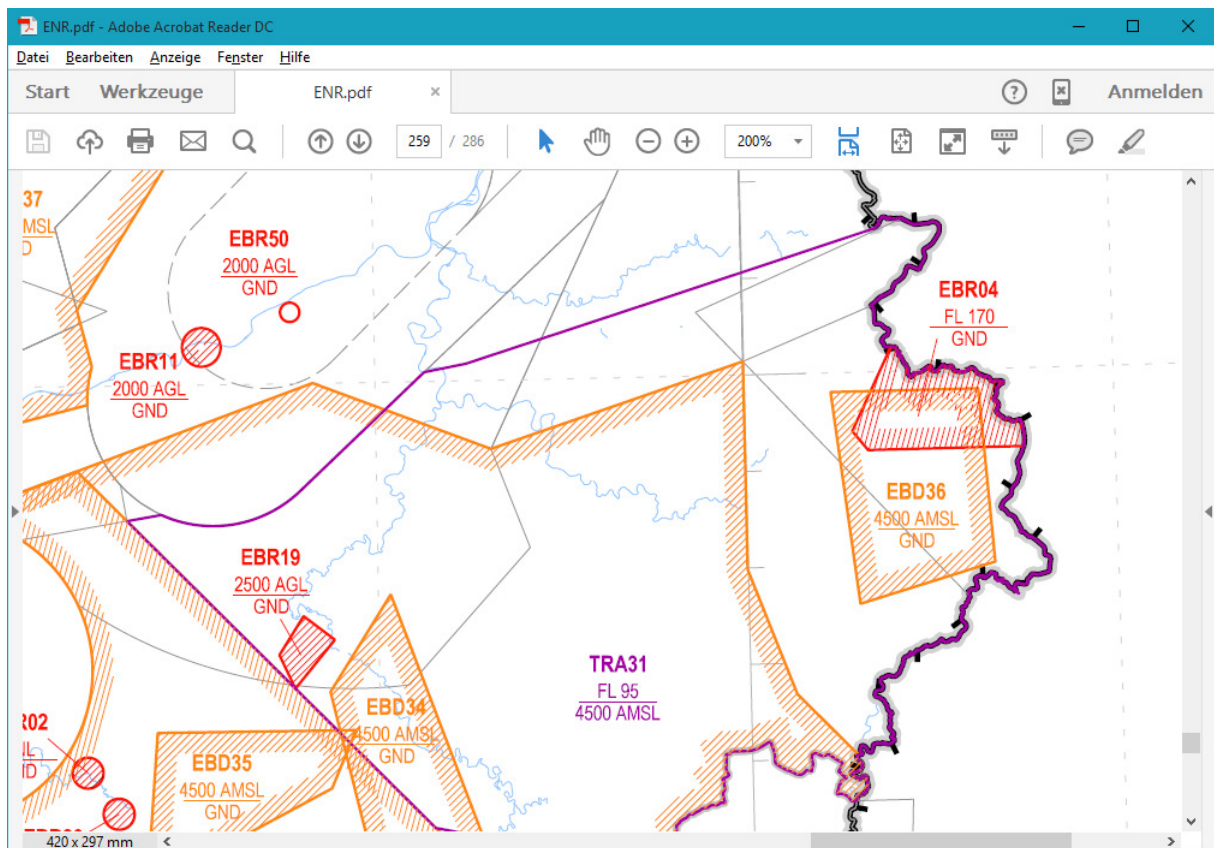 ENR.pdf - Adobe Acrobat Reader DC
Datei Bearbeiten Anzeige Fenster Hilfe
Start Werkzeuge ENR.pdf × Anmelden
259 / 286 200%
37
MSL
EBR50
2000 AGL
GND
EBR04
FL 170
GND
EBR11
2000 AGL
GND
EBD36
4500 AMSL
GND
EBR19
2500 AGL
GND
TRA31
FL 95
4500 AMSL
R02
EBD34
4500 AMSL
GND
EBD35
4500 AMSL
GND
420 x 297 mm